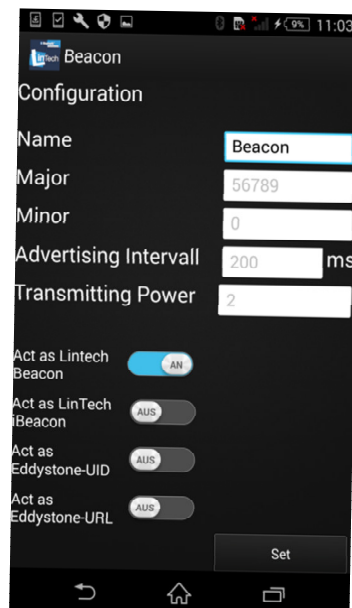 9% 11:03
LinTech Beacon
Configuration
Name Beacon
Major 56789
Minor 0
Advertising Intervall 200 ms
Transmitting Power 2
Act as Lintech
Beacon
AN
Act as LinTech
iBeacon
AUS
Act as
Eddystone-UID
AUS
Act as
Eddystone-URL
AUS
Set